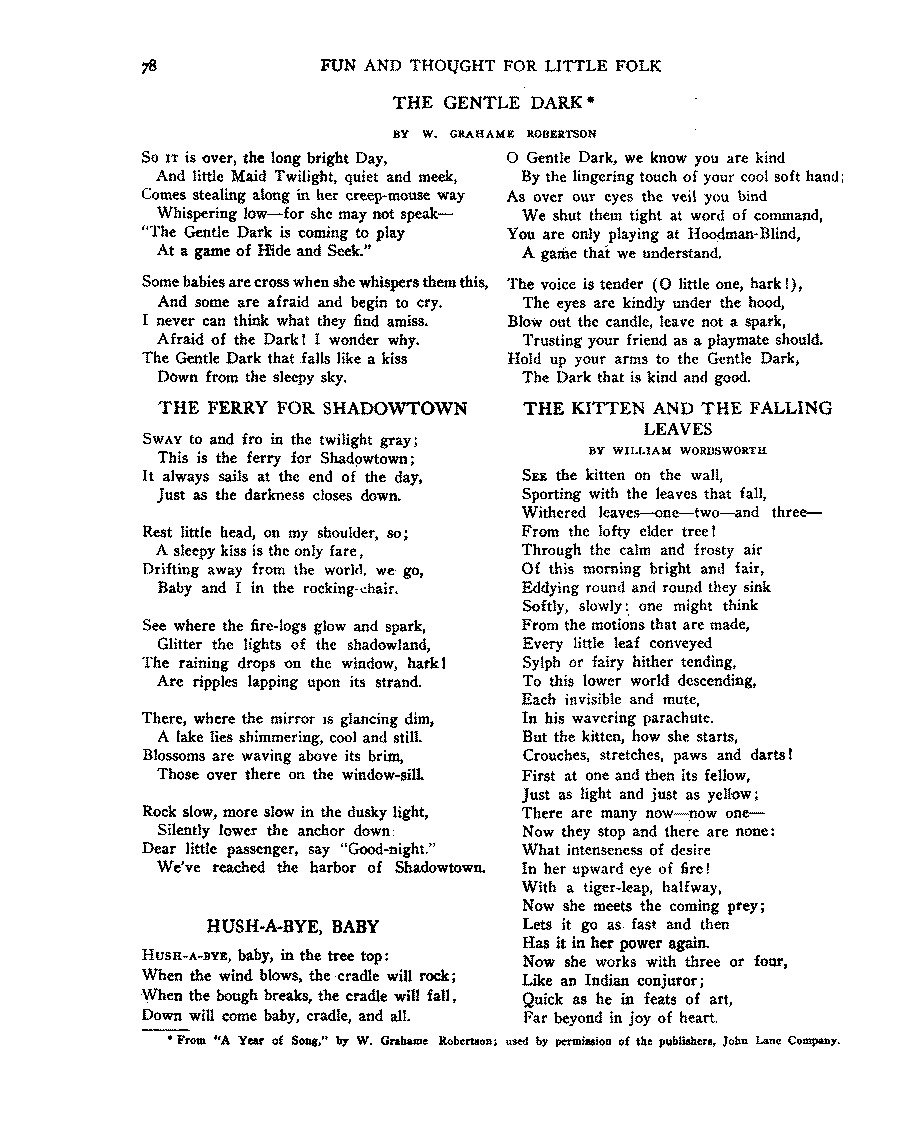 78 FUN AND THOUGHT FOR LITTLE FOLK
THE GENTLE DARK*
BY W. GRAHAME ROBERTSON
So it is over, the long bright Day,
And little Maid Twilight, quiet and meek,
Comes stealing along in her creep-mouse way
Whispering low—for she may not speak—
"The Gentle Dark is coming to play
At a game of Hide and Seek."
Some babies are cross when she whispers them this,
And some are afraid and begin to cry.
I never can think what they find amiss.
Afraid of the Dark! I wonder why.
The Gentle Dark that falls like a kiss
Down from the sleepy sky.
O Gentle Dark, we know you are kind
By the lingering touch of your cool soft hand;
As over our eyes the veil you bind
We shut them tight at word of command,
You are only playing at Hoodman-Blind,
A game that we understand.
The voice is tender (O little one, hark!),
The eyes are kindly under the hood,
Blow out the candle, leave not a spark,
Trusting your friend as a playmate should.
Hold up your arms to the Gentle Dark,
The Dark that is kind and good.
THE FERRY FOR SHADOWTOWN
Sway to and fro in the twilight gray;
This is the ferry for Shadowtown;
It always sails at the end of the day,
Just as the darkness closes down.
Rest little head, on my shoulder, so;
A sleepy kiss is the only fare,
Drifting away from the world, we go,
Baby and I in the rocking-chair.
See where the fire-logs glow and spark,
Glitter the lights of the shadowland,
The raining drops on the window, hark!
Are ripples lapping upon its strand.
There, where the mirror is glancing dim,
A lake lies shimmering, cool and still.
Blossoms are waving above its brim,
Those over there on the window-sill.
Rock slow, more slow in the dusky light,
Silently lower the anchor down:
Dear little passenger, say "Good-night."
We've reached the harbor of Shadowtown.
HUSH-A-BYE, BABY
Hush-a-bye, baby, in the tree top:
When the wind blows, the cradle will rock;
When the bough breaks, the cradle will fall,
Down will come baby, cradle, and all.
THE KITTEN AND THE FALLING
LEAVES
BY WILLIAM WORDSWORTH
See the kitten on the wall,
Sporting with the leaves that fall,
Withered leaves—one—two—and three—
From the lofty elder tree!
Through the calm and frosty air
Of this morning bright and fair,
Eddying round and round they sink
Softly, slowly: one might think
From the motions that are made,
Every little leaf conveyed
Sylph or fairy hither tending,
To this lower world descending,
Each invisible and mute,
In his wavering parachute.
But the kitten, how she starts,
Crouches, stretches, paws and darts!
First at one and then its fellow,
Just as light and just as yellow;
There are many now—now one—
Now they stop and there are none:
What intenseness of desire
In her upward eye of fire!
With a tiger-leap, halfway,
Now she meets the coming prey;
Lets it go as fast and then
Has it in her power again.
Now she works with three or four,
Like an Indian conjuror;
Quick as he in feats of art,
Far beyond in joy of heart.
* From "A Year of Song," by W. Grahame Robertson; used by permission of the publishers, John Lane Company.